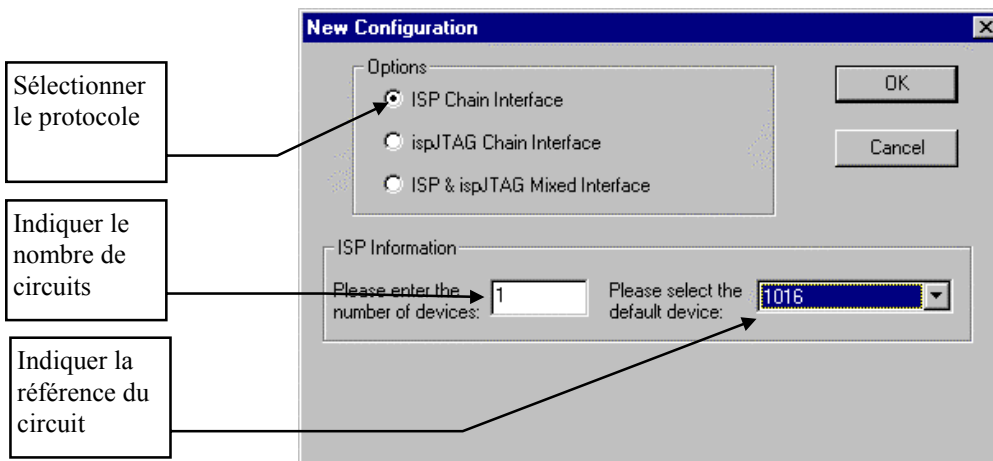 New Configuration
Sélectionner
le protocole
Options
ISP Chain Interface
ispJTAG Chain Interface
ISP & ispJTAG Mixed Interface
OK
Cancel
Indiquer le
nombre de
circuits
ISP Information
Please enter the
number of devices:
1
Please select the
default device:
1016
Indiquer la
référence du
circuit